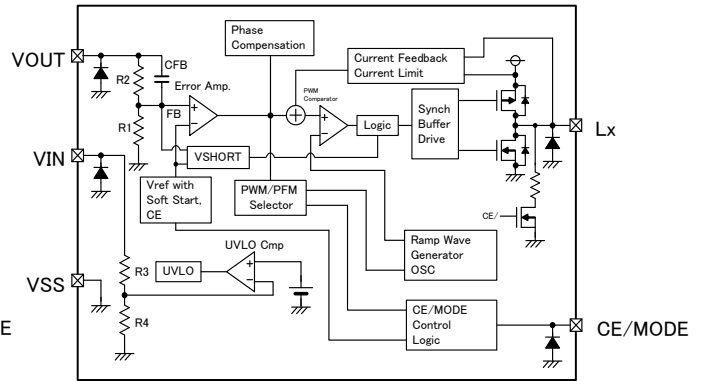 Phase
Compensation
VOUT
CFB
R2
Error Amp.
Current Feedback
Current Limit
PWM
Comparator
FB
+
−
+
+
−
R1
Logic
Synch
Buffer
Drive
Lx
VIN
VSHORT
Vref with
Soft Start,
CE
PWM/PFM
Selector
CE/
Ramp Wave
Generator
OSC
UVLO Cmp
VSS
R3
UVLO
+
−
R4
CE/MODE
Control
Logic
E
CE/MODE